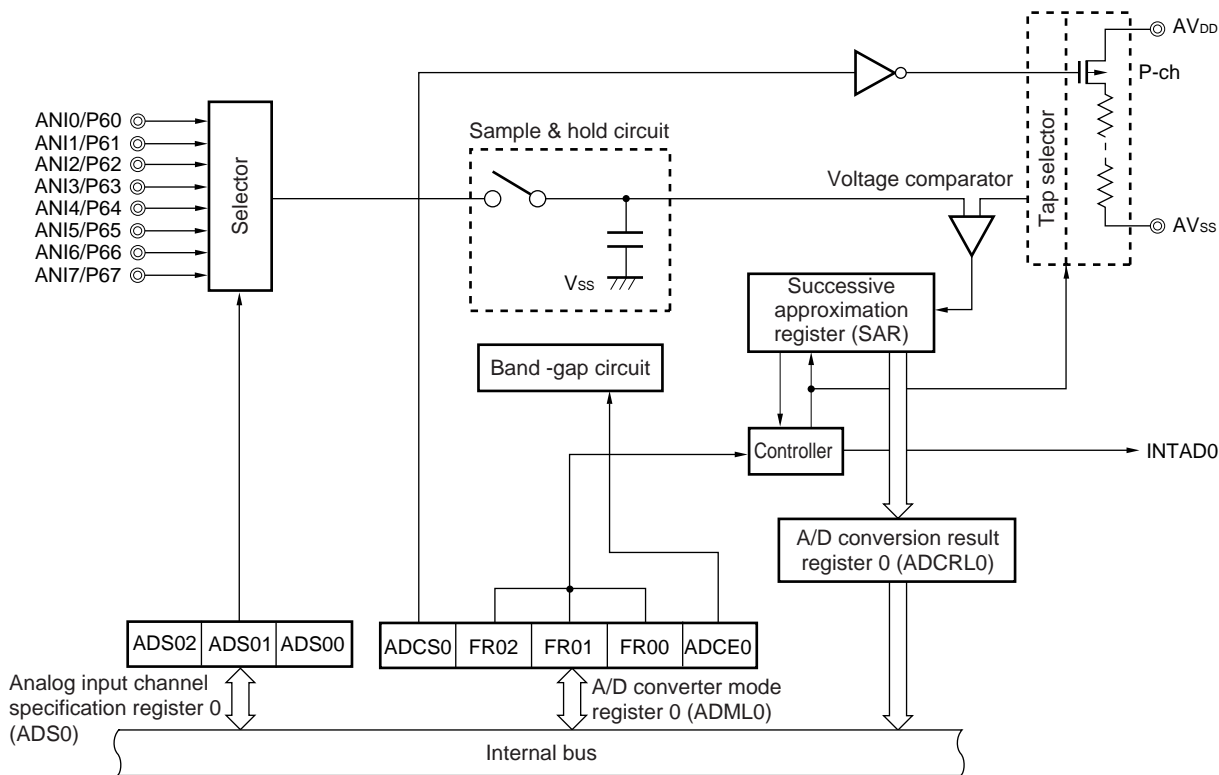 AVDD
P-ch
ANI0/P60
ANI1/P61
ANI2/P62
ANI3/P63
ANI4/P64
ANI5/P65
ANI6/P66
ANI7/P67
Selector
Sample & hold circuit
VSS
Voltage comparator
Tap selector
AVSS
Successive
approximation
register (SAR)
Band -gap circuit
Controller
INTAD0
A/D conversion result
register 0 (ADCRL0)
ADS02 ADS01 ADS00
ADCS0 FR02 FR01 FR00 ADCE0
Analog input channel
specification register 0
(ADS0)
A/D converter mode
register 0 (ADML0)
Internal bus